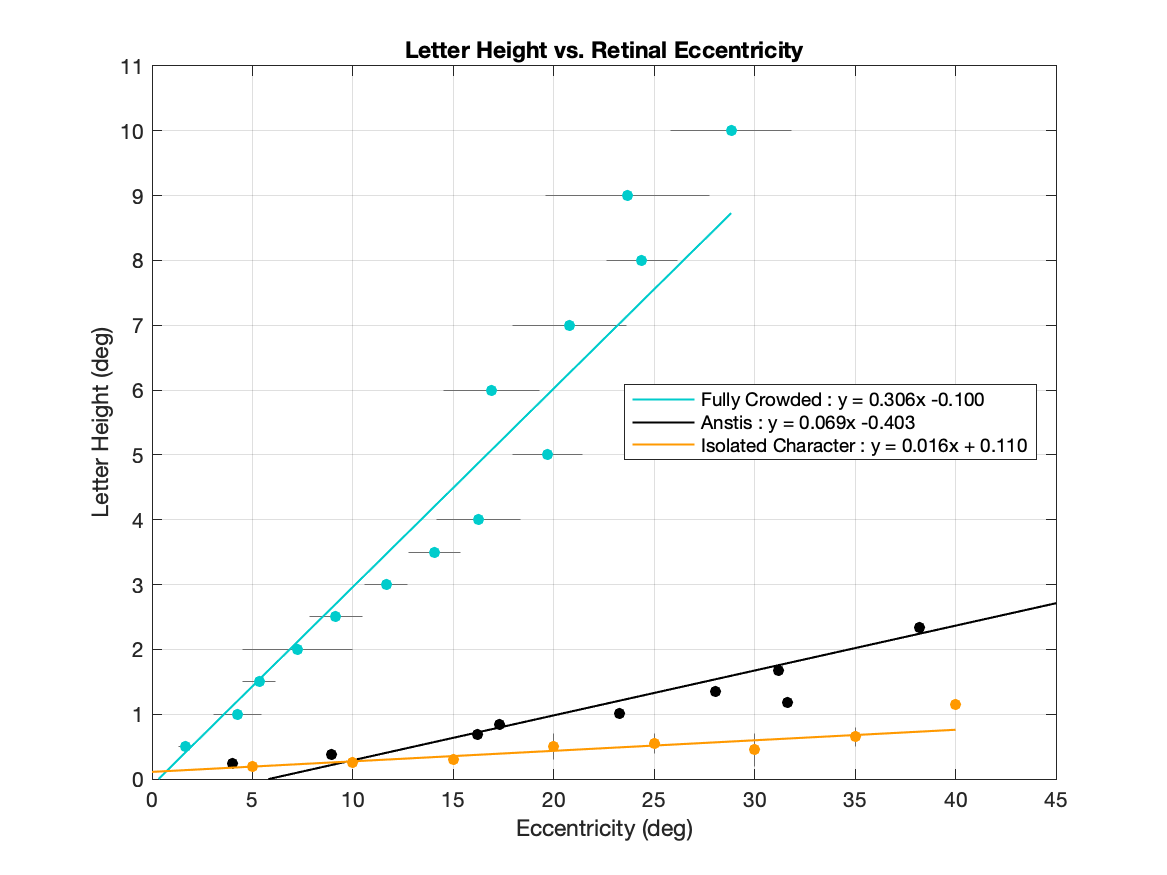 Letter Height vs. Retinal Eccentricity
11
10
9
8
7
6
5
4
3
2
1
0
Letter Height (deg)
Fully Crowded : y = 0.306x -0.100
Anstis : y = 0.069x -0.403
Isolated Character : y = 0.016x + 0.110
0 5 10 15 20 25 30 35 40 45
Eccentricity (deg)